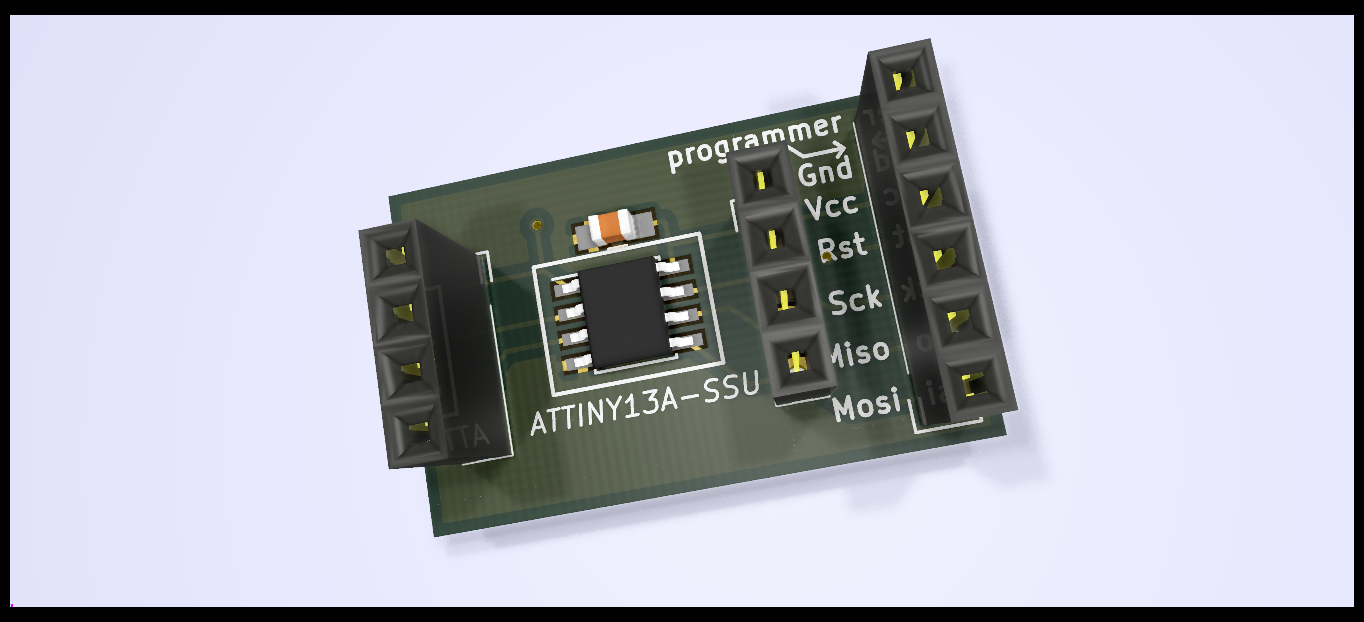 programmer
Gnd
Vcc
Rst
Sck
Miso
Mosi
ATTINY13A-SSU